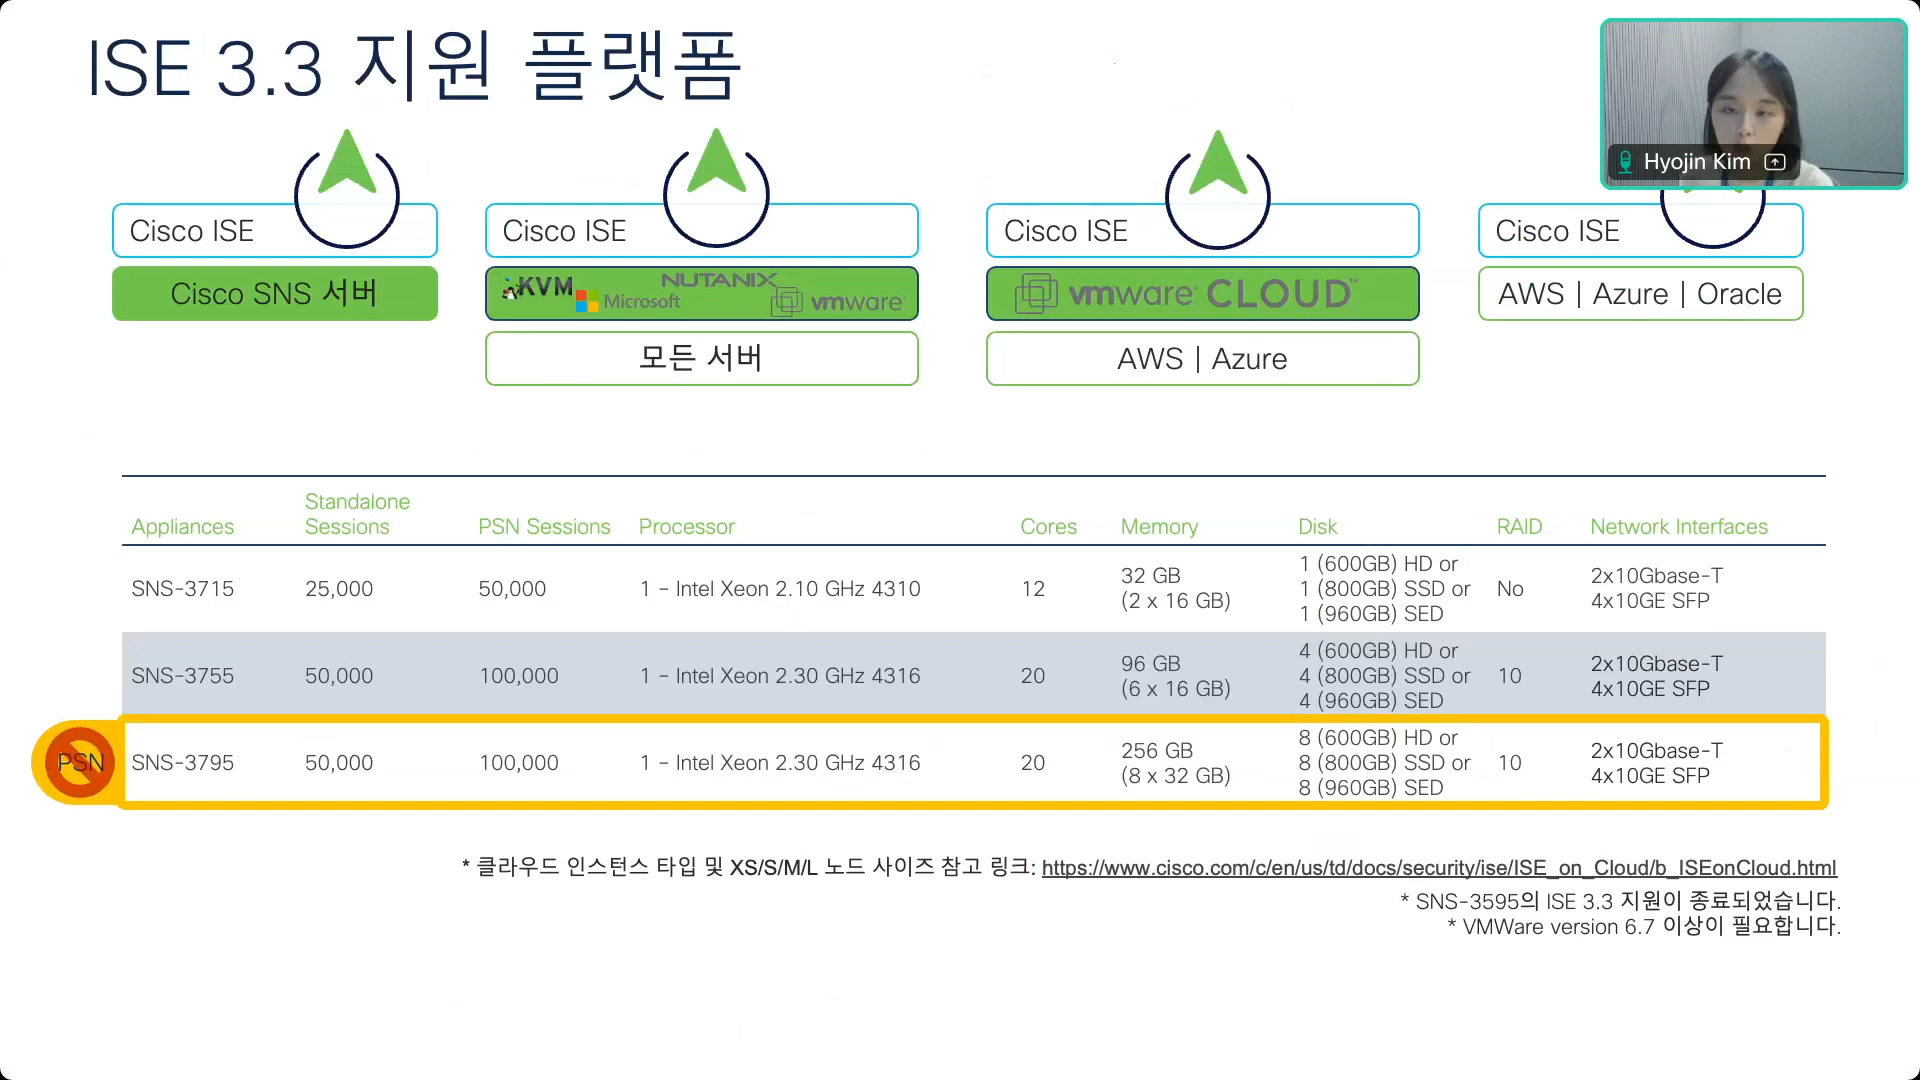 ISE 3.3 지원 플랫폼
Hyojin Kim
Cisco ISE
Cisco SNS 서버
Cisco ISE
KVM
Microsoft
NUTANIX
vmware
모든 서버
Cisco ISE
vmware CLOUD™
AWS | Azure
Cisco ISE
AWS | Azure | Oracle
Appliances Standalone Sessions PSN Sessions Processor Cores Memory Disk RAID Network Interfaces
SNS-3715 25,000 50,000 1 - Intel Xeon 2.10 GHz 4310 12 32 GB (2 x 16 GB) 1 (600GB) HD or 1 (800GB) SSD or 1 (960GB) SED No 2x10Gbase-T 4x10GE SFP
SNS-3755 50,000 100,000 1 - Intel Xeon 2.30 GHz 4316 20 96 GB (6 x 16 GB) 4 (600GB) HD or 4 (800GB) SSD or 4 (960GB) SED 10 2x10Gbase-T 4x10GE SFP
PSN SNS-3795 50,000 100,000 1 - Intel Xeon 2.30 GHz 4316 20 256 GB (8 x 32 GB) 8 (600GB) HD or 8 (800GB) SSD or 8 (960GB) SED 10 2x10Gbase-T 4x10GE SFP
* 클라우드 인스턴스 타입 및 XS/S/M/L 노드 사이즈 참고 링크: https://www.cisco.com/c/en/us/td/docs/security/ise/ISE_on_Cloud/b_ISEonCloud.html
* SNS-3595의 ISE 3.3 지원이 종료되었습니다.
* VMWare version 6.7 이상이 필요합니다.